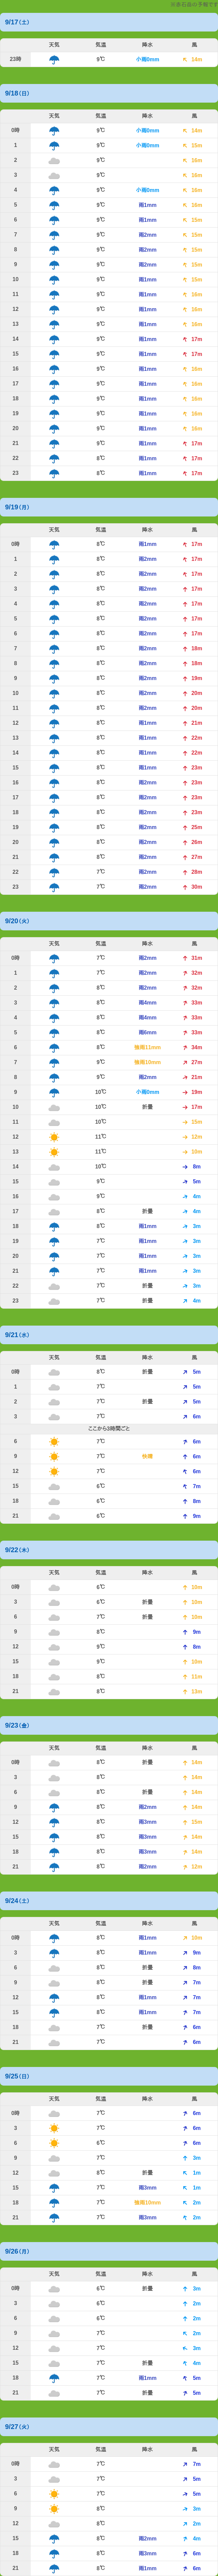 9/17(土)
天気 気温 降水 風
23時 9℃ 小雨0mm 14m
9/18(日)
天気 気温 降水 風
0時 9℃ 小雨0mm 14m
1 9℃ 小雨0mm 15m
2 9℃ 16m
3 9℃ 16m
4 9℃ 小雨0mm 16m
5 9℃ 雨1mm 16m
6 9℃ 雨1mm 15m
7 9℃ 雨2mm 15m
8 9℃ 雨2mm 15m
9 9℃ 雨2mm 15m
10 9℃ 雨1mm 15m
11 9℃ 雨1mm 16m
12 9℃ 雨1mm 16m
13 9℃ 雨1mm 16m
14 9℃ 雨1mm 17m
15 9℃ 雨1mm 17m
16 9℃ 雨1mm 16m
17 9℃ 雨1mm 16m
18 9℃ 雨1mm 16m
19 9℃ 雨1mm 16m
20 9℃ 雨1mm 16m
21 9℃ 雨1mm 17m
22 8℃ 雨1mm 17m
23 8℃ 雨1mm 17m
9/19(月)
天気 気温 降水 風
0時 8℃ 雨1mm 17m
1 8℃ 雨2mm 17m
2 8℃ 雨2mm 17m
3 8℃ 雨2mm 17m
4 8℃ 雨2mm 17m
5 8℃ 雨2mm 17m
6 8℃ 雨2mm 17m
7 8℃ 雨2mm 18m
8 8℃ 雨2mm 18m
9 8℃ 雨2mm 19m
10 8℃ 雨2mm 20m
11 8℃ 雨2mm 20m
12 8℃ 雨1mm 21m
13 8℃ 雨1mm 22m
14 8℃ 雨1mm 22m
15 8℃ 雨1mm 23m
16 8℃ 雨2mm 23m
17 8℃ 雨2mm 23m
18 8℃ 雨2mm 23m
19 8℃ 雨2mm 25m
20 8℃ 雨2mm 26m
21 8℃ 雨2mm 27m
22 7℃ 雨2mm 28m
23 7℃ 雨2mm 30m
9/20(火)
天気 気温 降水 風
0時 7℃ 雨2mm 31m
1 7℃ 雨2mm 32m
2 8℃ 雨2mm 32m
3 8℃ 雨4mm 33m
4 8℃ 雨4mm 33m
5 8℃ 雨6mm 33m
6 8℃ 強雨11mm 34m
7 9℃ 強雨10mm 27m
8 9℃ 雨2mm 21m
9 10℃ 小雨0mm 19m
10 10℃ 折曇 17m
11 10℃ 15m
12 11℃ 12m
13 11℃ 10m
14 10℃ 8m
15 9℃ 5m
16 9℃ 4m
17 8℃ 折曇 4m
18 8℃ 雨1mm 3m
19 7℃ 雨1mm 3m
20 7℃ 雨1mm 3m
21 7℃ 雨1mm 3m
22 7℃ 折曇 3m
23 7℃ 折曇 4m
9/21(水)
天気 気温 降水 風
0時 8℃ 折曇 5m
1 7℃ 5m
2 7℃ 折曇 5m
3 7℃ 6m
ここから3時間ごと
6 7℃ 6m
9 7℃ 快晴 6m
12 7℃ 6m
15 6℃ 7m
18 6℃ 8m
21 6℃ 9m
9/22(木)
天気 気温 降水 風
0時 6℃ 10m
3 6℃ 折曇 10m
6 7℃ 折曇 10m
9 8℃ 9m
12 9℃ 8m
15 9℃ 10m
18 8℃ 11m
21 8℃ 13m
9/23(金)
天気 気温 降水 風
0時 8℃ 折曇 14m
3 8℃ 14m
6 8℃ 折曇 14m
9 8℃ 雨2mm 14m
12 8℃ 雨3mm 15m
15 8℃ 雨3mm 14m
18 8℃ 雨3mm 14m
21 8℃ 雨2mm 12m
9/24(土)
天気 気温 降水 風
0時 8℃ 雨1mm 10m
3 8℃ 雨1mm 9m
6 8℃ 折曇 8m
9 8℃ 折曇 7m
12 8℃ 雨1mm 7m
15 8℃ 雨1mm 7m
18 7℃ 折曇 6m
21 7℃ 6m
9/25(日)
天気 気温 降水 風
0時 7℃ 6m
3 7℃ 6m
6 6℃ 6m
9 7℃ 3m
12 8℃ 折曇 1m
15 7℃ 雨3mm 1m
18 7℃ 強雨10mm 2m
21 7℃ 雨3mm 2m
9/26(月)
天気 気温 降水 風
0時 6℃ 折曇 3m
3 6℃ 2m
6 6℃ 2m
9 7℃ 2m
12 7℃ 3m
15 7℃ 折曇 4m
18 7℃ 雨1mm 5m
21 8℃ 折曇 5m
9/27(火)
天気 気温 降水 風
0時 7℃ 7m
3 7℃ 5m
6 7℃ 5m
9 8℃ 3m
12 8℃ 2m
15 8℃ 雨2mm 4m
18 8℃ 雨3mm 6m
21 8℃ 雨1mm 6m